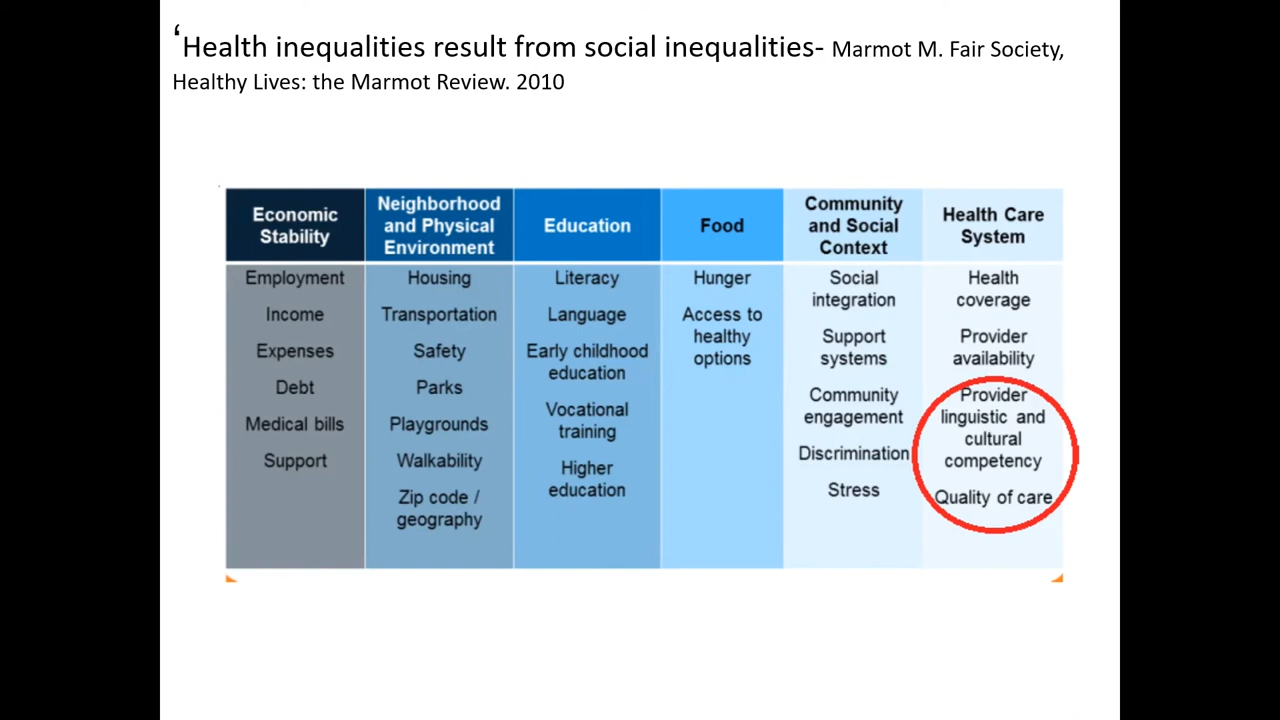 ‘Health inequalities result from social inequalities- Marmot M. Fair Society,
Healthy Lives: the Marmot Review. 2010
Economic
Stability
Employment
Income
Expenses
Debt
Medical bills
Support
Neighborhood
and Physical
Environment
Housing
Transportation
Safety
Parks
Playgrounds
Walkability
Zip code /
geography
Education
Literacy
Language
Early childhood
education
Vocational
training
Higher
education
Food
Hunger
Access to
healthy
options
Community
and Social
Context
Social
integration
Support
systems
Community
engagement
Discrimination
Stress
Health Care
System
Health
coverage
Provider
availability
Provider
linguistic and
cultural
competency
Quality of care